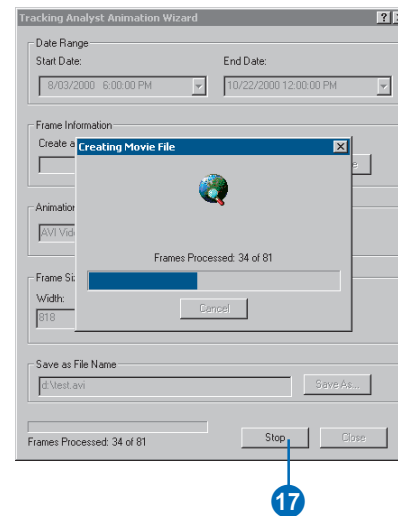 Tracking Analyst Animation Wizard
Date Range
Start Date: End Date:
8/03/2000 6:00:00 PM 10/22/2000 12:00:00 PM
Frame Information
Create a
Creating Movie File
Animation
AVI Vid
Frames Processed: 34 of 81
Frame Si
Cancel
Width:
818
Save as File Name
d:\test.avi Save As...
Frames Processed: 34 of 81 Stop Close
17